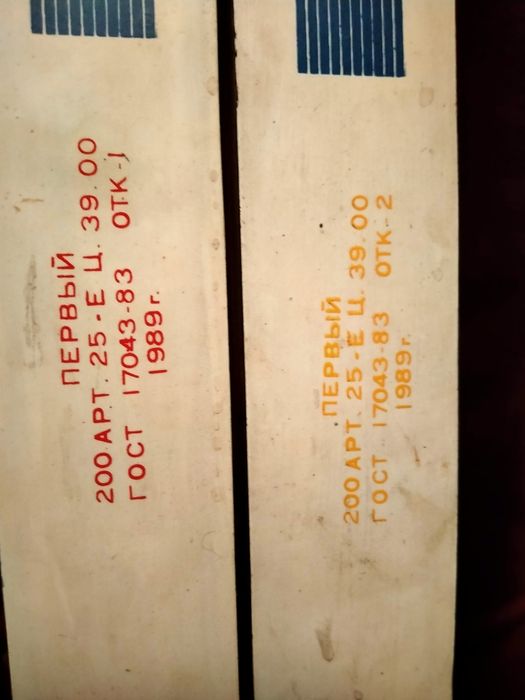 ПЕРВЫЙ
200 АРТ. 25-Е Ц. 39.00
ГОСТ 17043-83 ОТК-1
1989г.
ПЕРВЫЙ
200 АРТ. 25-Е Ц. 39.00
ГОСТ 17043-83 ОТК-2
1989г.